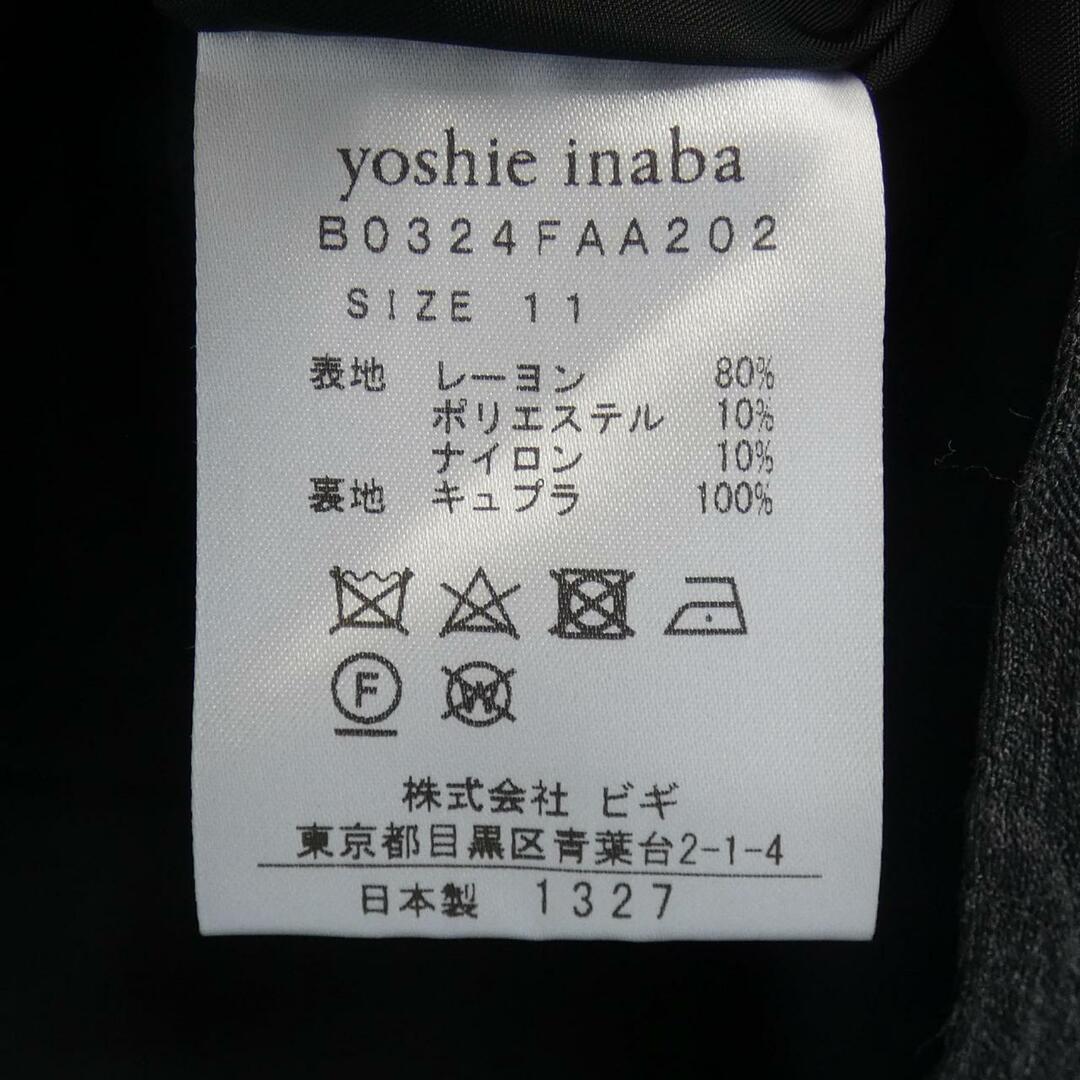 yoshie inaba
B0324FAA202
SIZE 11
表地 レーヨン 80%
ポリエステル 10%
ナイロン 10%
裏地 キュプラ 100%
F W
株式会社 ビギ
東京都目黒区青葉台2-1-4
日本製 1327